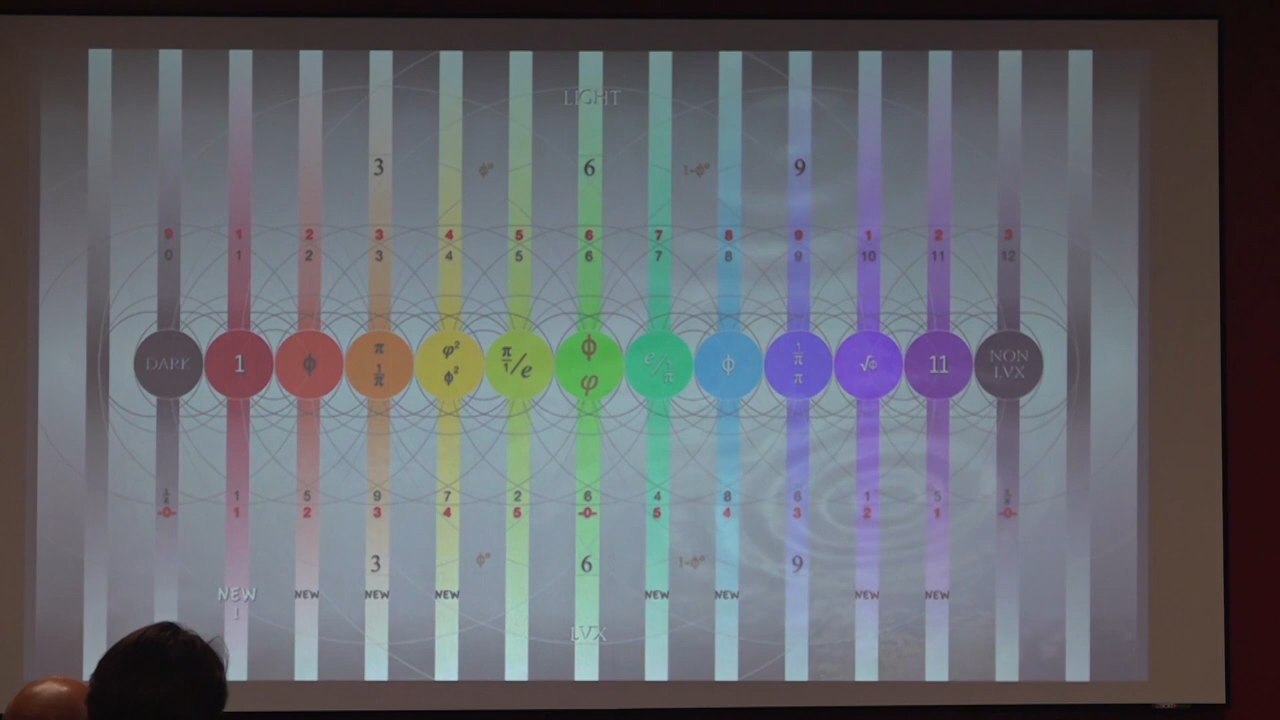 LIGHT
3 ϕ° 6 1-ϕ° 9
1 2 3 4 5 6 7 8 9 1 2 3
0 1 2 3 4 5 6 7 8 9 10 11 12
DARK 1 ϕ π φ² π/1/e ϕ e/1/π ϕ 1/π √ϕ 11 NON
1/π ϕ² φ π LVX
1 5 9 7 2 6 4 8 6 1 5
-0- 1 2 3 4 5 -0- 5 4 3 2 1 -0-
3 ϕ° 6 1-ϕ° 9
NEW NEW NEW NEW NEW NEW NEW NEW
1
LVX